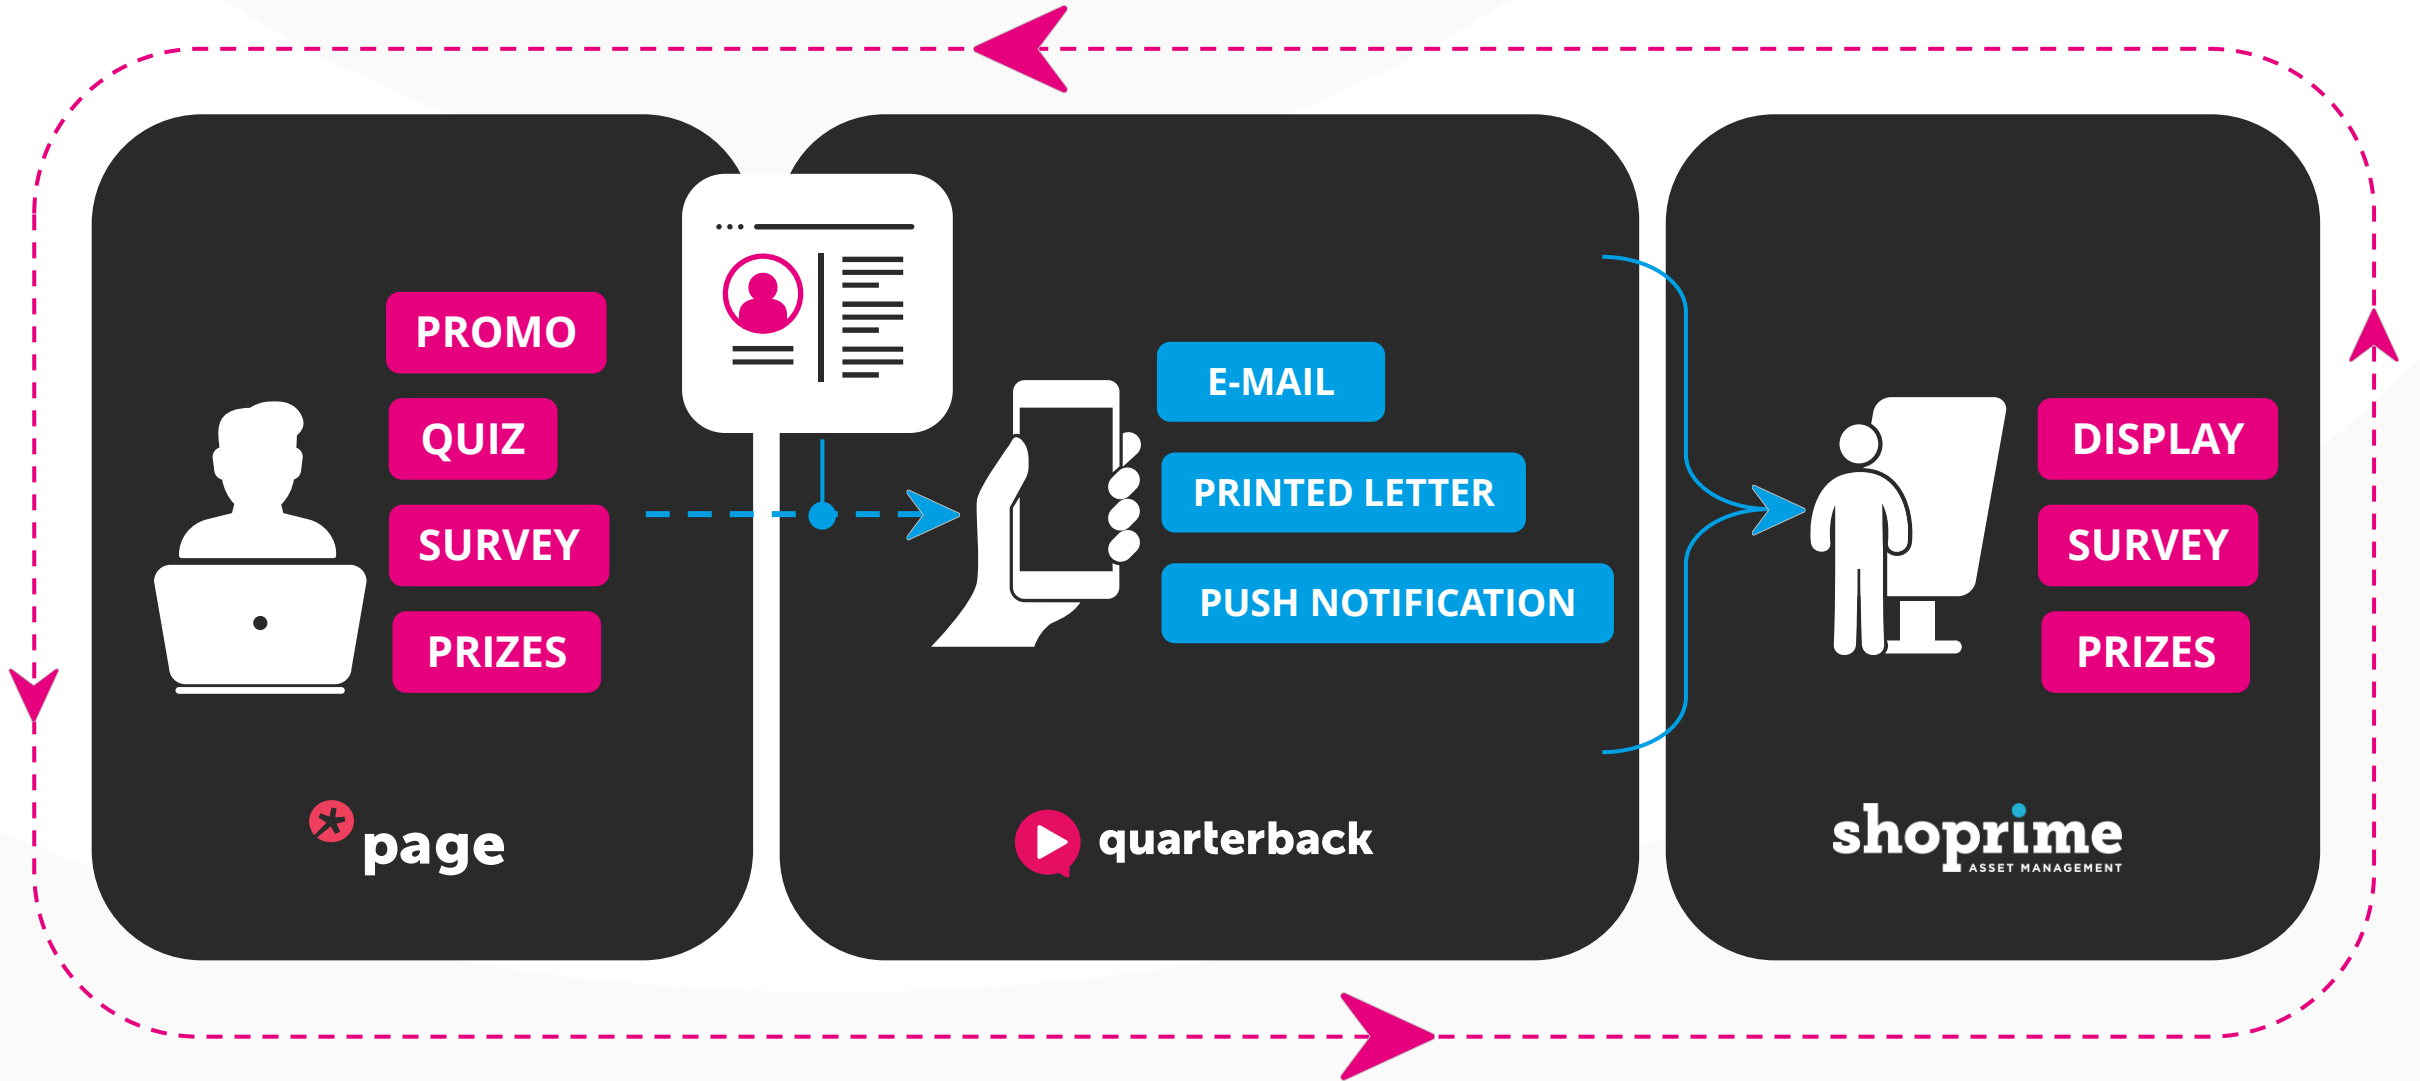 PROMO
QUIZ
SURVEY
PRIZES
page
E-MAIL
PRINTED LETTER
PUSH NOTIFICATION
quarterback
DISPLAY
SURVEY
PRIZES
shoprime
ASSET MANAGEMENT